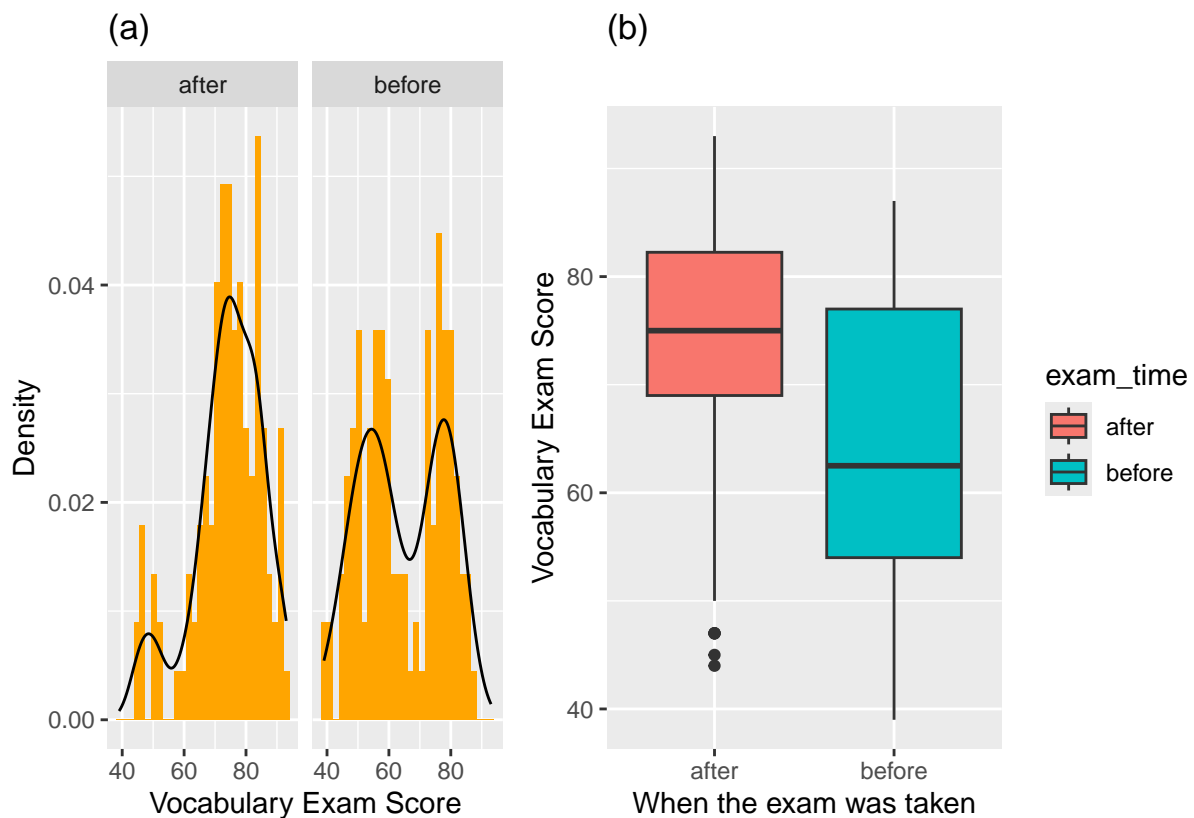 (a)
(b)
after
before
0.04
0.02
0.00
Density
40
60
80
40
60
80
Vocabulary Exam Score
80
60
40
Vocabulary Exam Score
after
before
When the exam was taken
exam_time
after
before